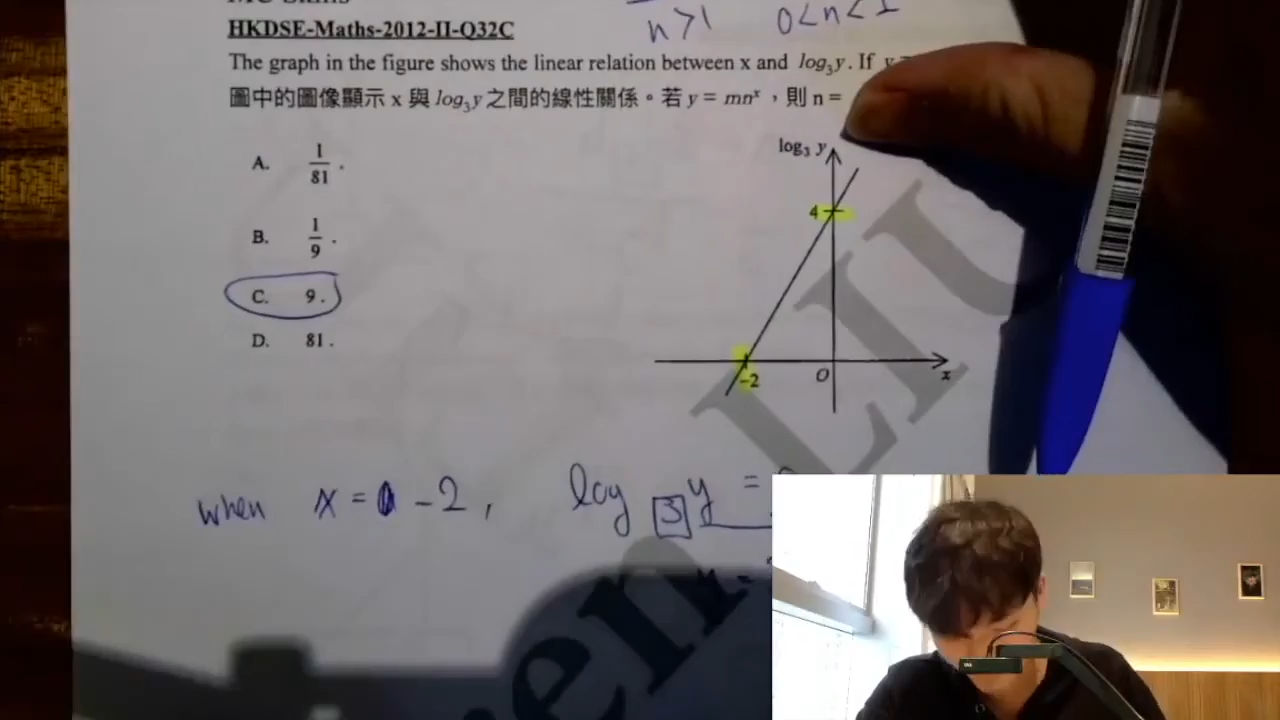 HKDSE-Maths-2012-II-Q32C
n>1 0<n<1
The graph in the figure shows the linear relation between x and log₃y. If
圖中的圖像顯示 x 與 log₃y 之間的線性關係。若 y = mnˣ,則 n =
A. 1/81 .
B. 1/9 .
C. 9 .
D. 81 .
log₃ y
4
-2
O
x
when x = -2, log 3 y =